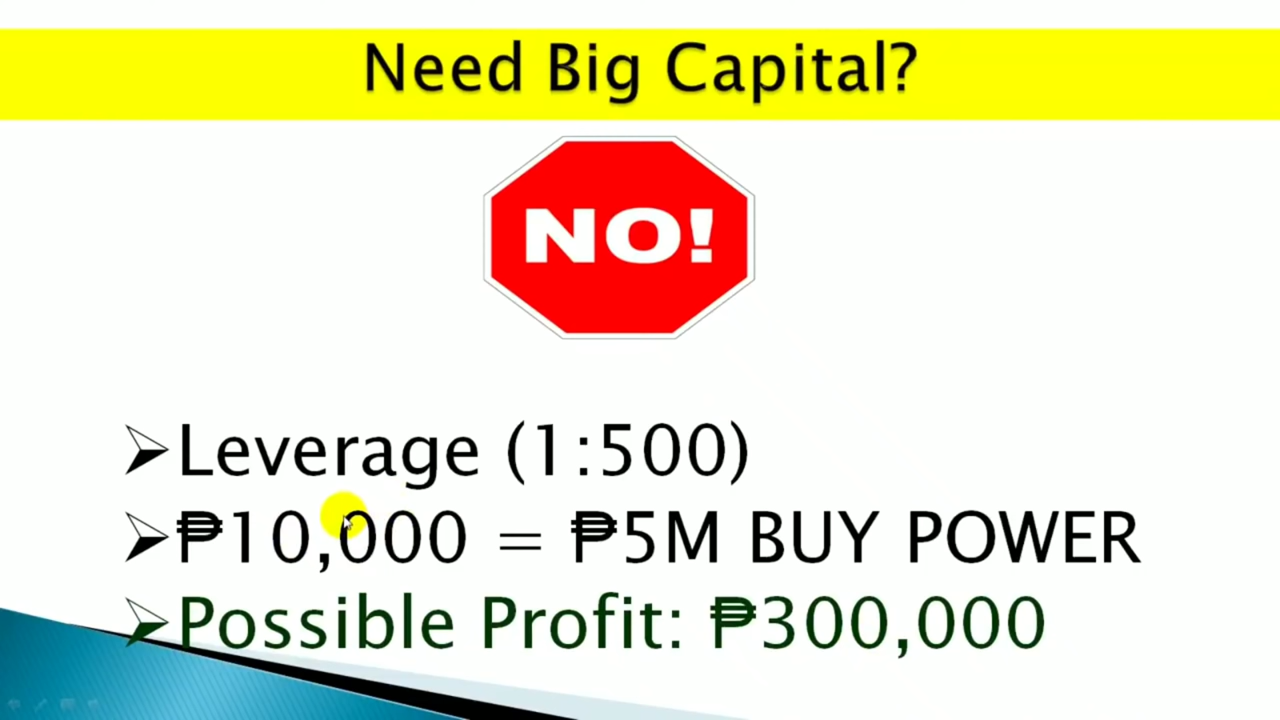 Need Big Capital?
NO!
Leverage (1:500)
₱10,000 = ₱5M BUY POWER
Possible Profit: ₱300,000